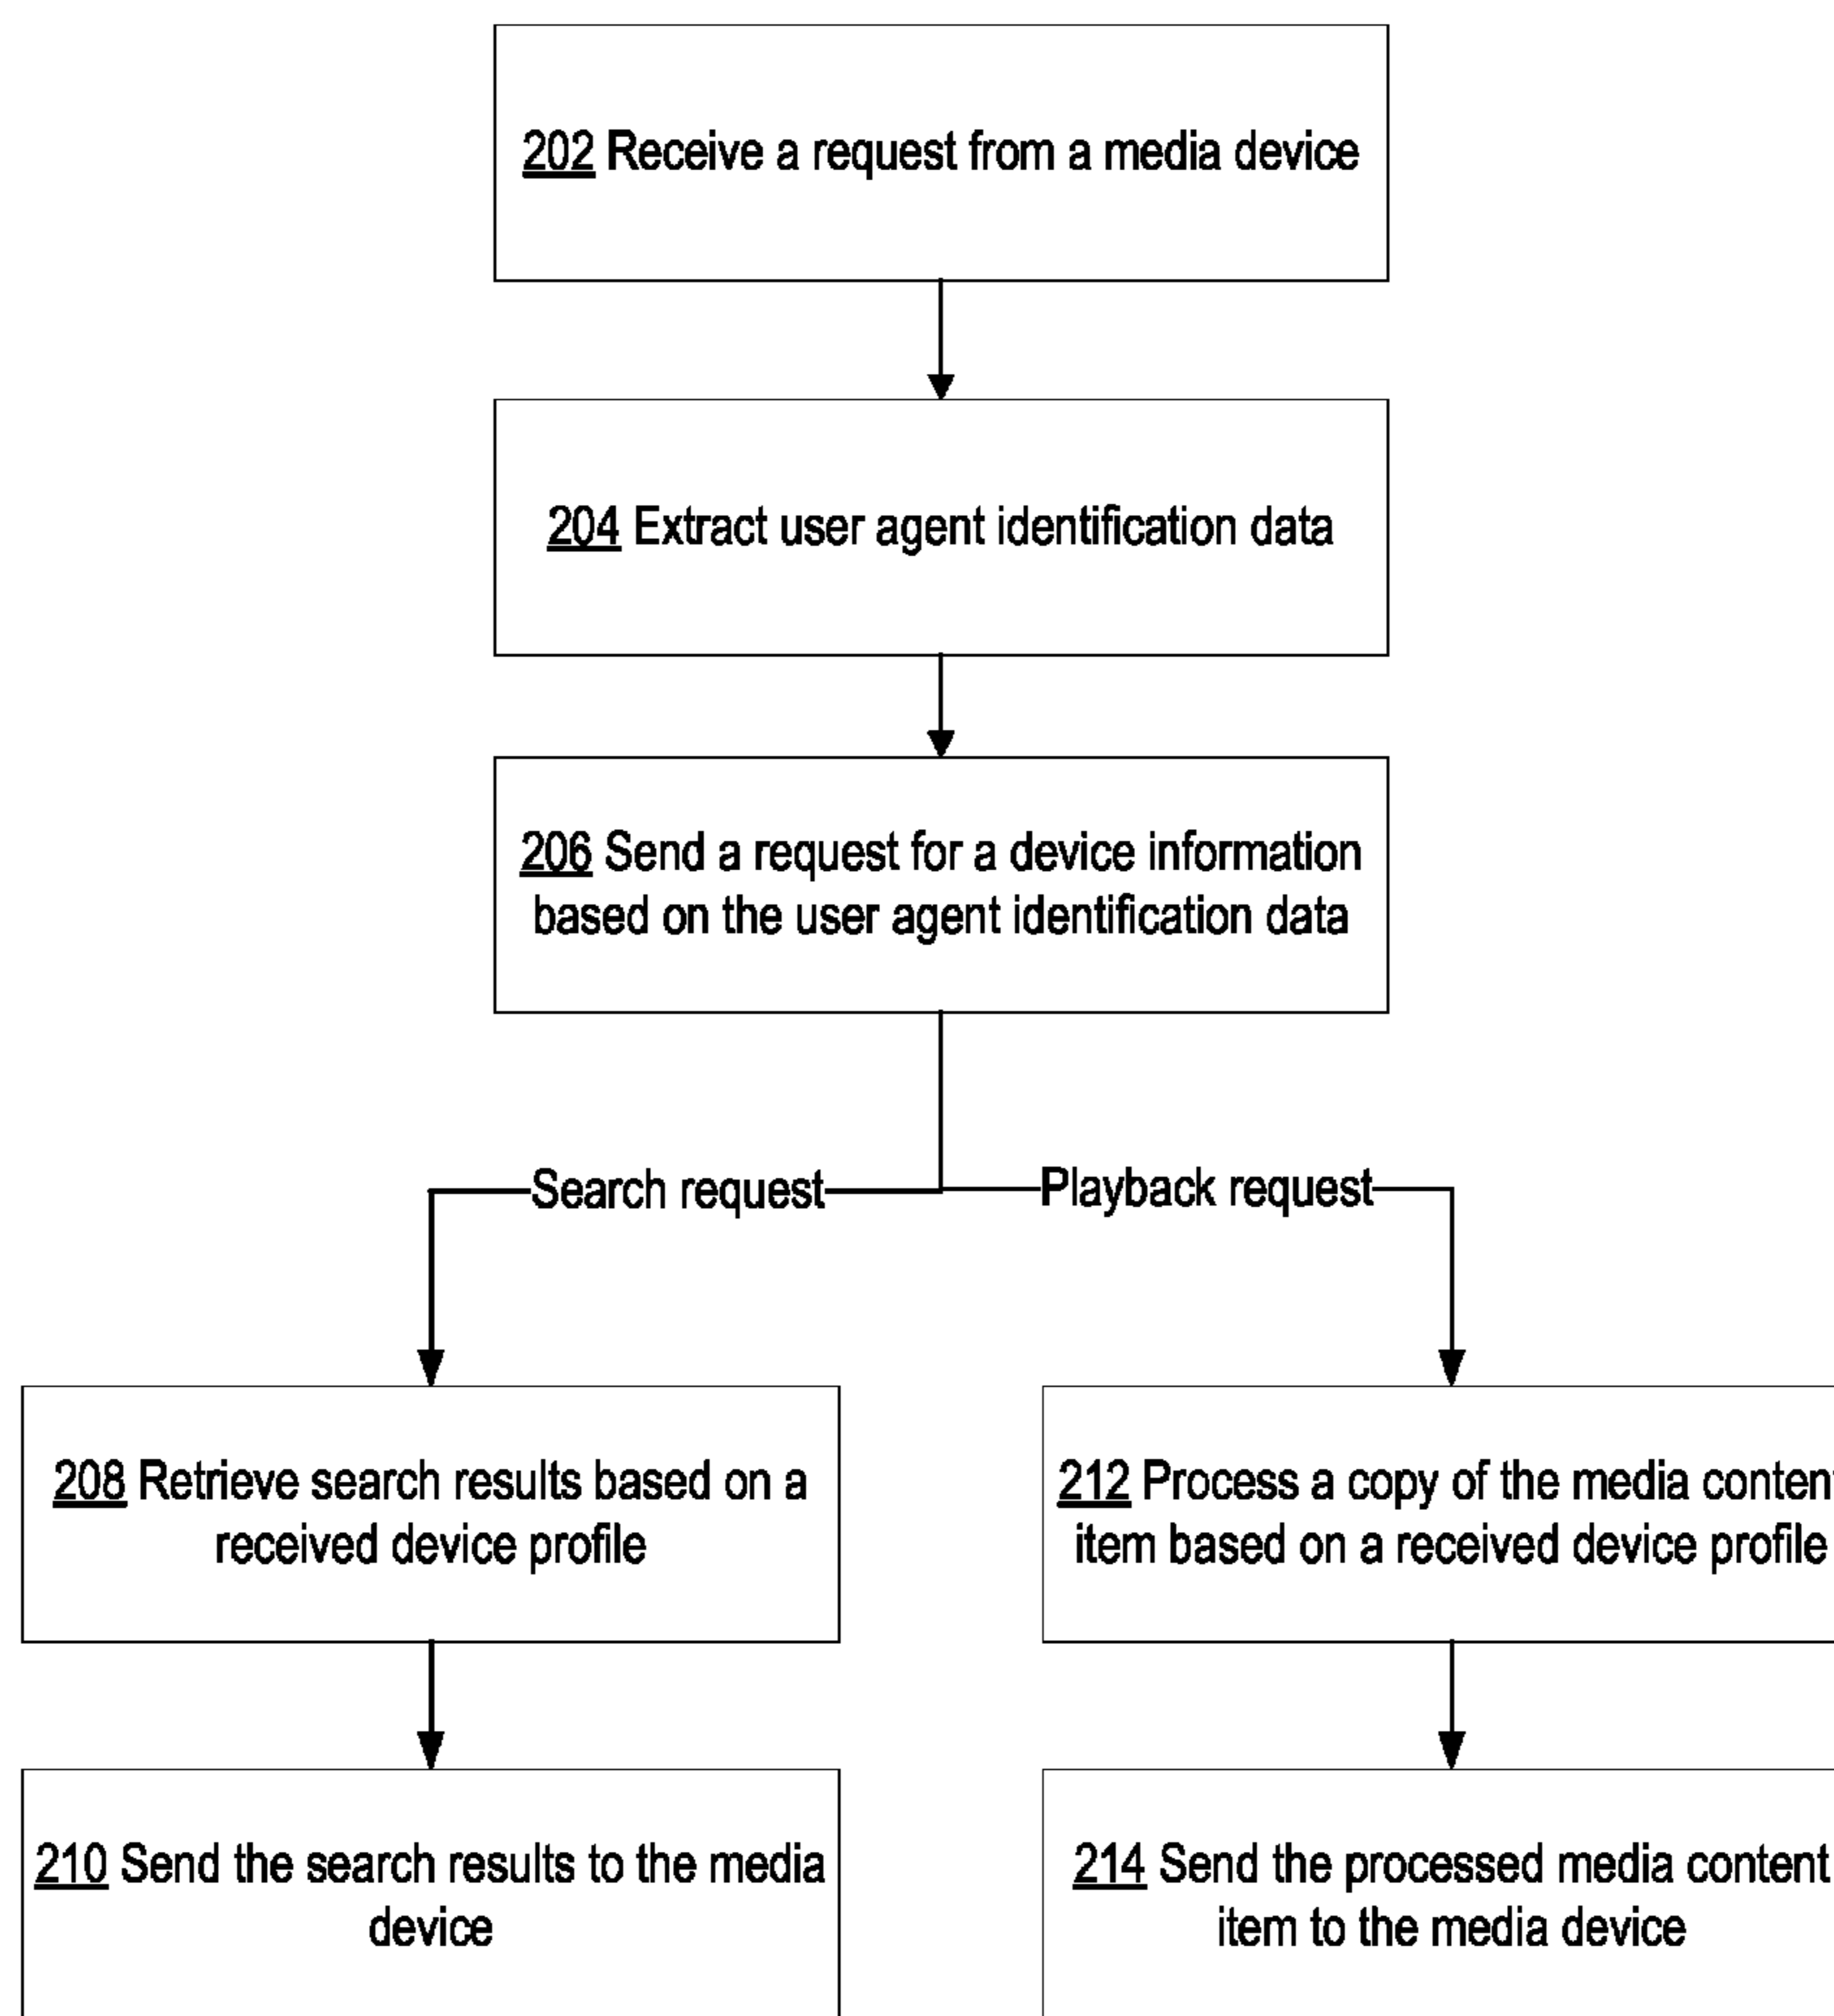 202 Receive a request from a media device
204 Extract user agent identification data
206 Send a request for a device information
based on the user agent identification data
Search request
Playback request
208 Retrieve search results based on a
received device profile
212 Process a copy of the media content
item based on a received device profile
210 Send the search results to the media
device
214 Send the processed media content
item to the media device